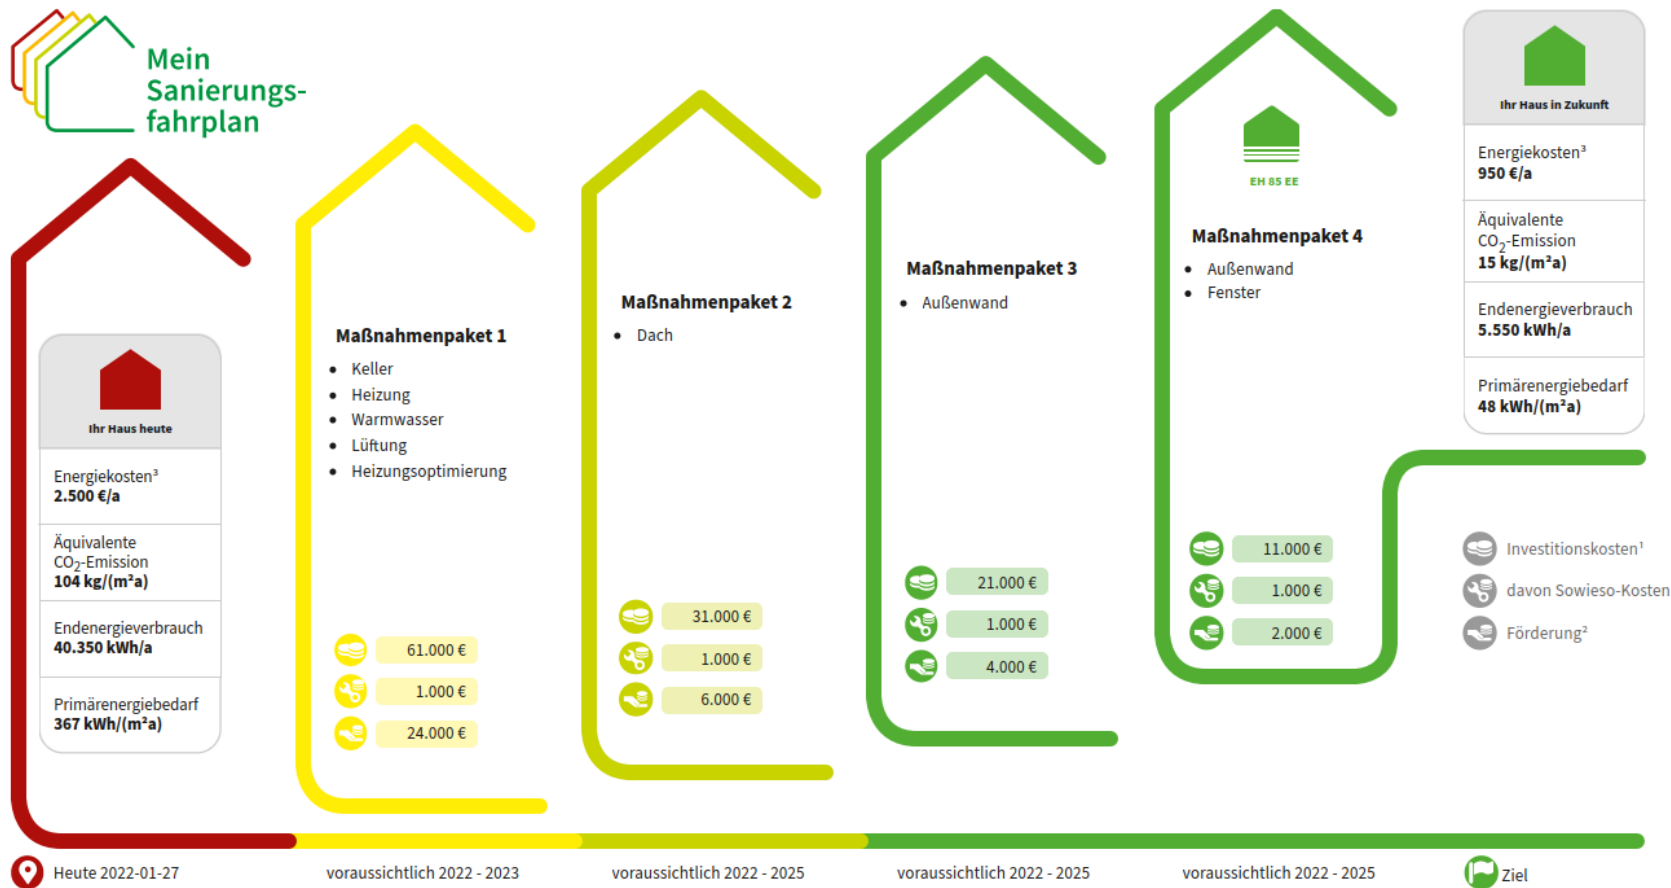 Mein
Sanierungs-
fahrplan
Ihr Haus heute
Energiekosten³
2.500 €/a
Äquivalente
CO₂-Emission
104 kg/(m²a)
Endenergieverbrauch
40.350 kWh/a
Primärenergiebedarf
367 kWh/(m²a)
Maßnahmenpaket 1
• Keller
• Heizung
• Warmwasser
• Lüftung
• Heizungsoptimierung
61.000 €
1.000 €
24.000 €
Maßnahmenpaket 2
• Dach
31.000 €
1.000 €
6.000 €
Maßnahmenpaket 3
• Außenwand
21.000 €
1.000 €
4.000 €
EH 85 EE
Maßnahmenpaket 4
• Außenwand
• Fenster
11.000 €
1.000 €
2.000 €
Ihr Haus in Zukunft
Energiekosten³
950 €/a
Äquivalente
CO₂-Emission
15 kg/(m²a)
Endenergieverbrauch
5.550 kWh/a
Primärenergiebedarf
48 kWh/(m²a)
Investitionskosten¹
davon Sowieso-Kosten
Förderung²
Heute 2022-01-27
voraussichtlich 2022 - 2023
voraussichtlich 2022 - 2025
voraussichtlich 2022 - 2025
voraussichtlich 2022 - 2025
Ziel